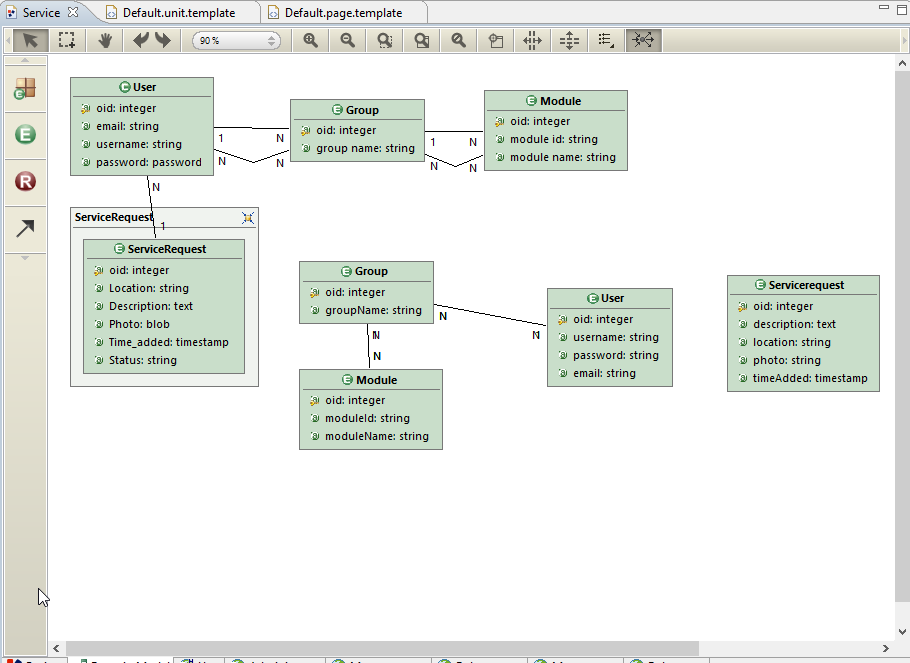 Service
Default.unit.template
Default.page.template
90%
User
oid: integer
email: string
username: string
password: password
1
N
N
N
Group
oid: integer
group name: string
1
N
N
N
Module
oid: integer
module id: string
module name: string
N
1
ServiceRequest
ServiceRequest
oid: integer
Location: string
Description: text
Photo: blob
Time_added: timestamp
Status: string
Group
oid: integer
groupName: string
N
N
User
oid: integer
username: string
password: string
email: string
Servicerequest
oid: integer
description: text
location: string
photo: string
timeAdded: timestamp
Module
oid: integer
moduleId: string
moduleName: string
E
R